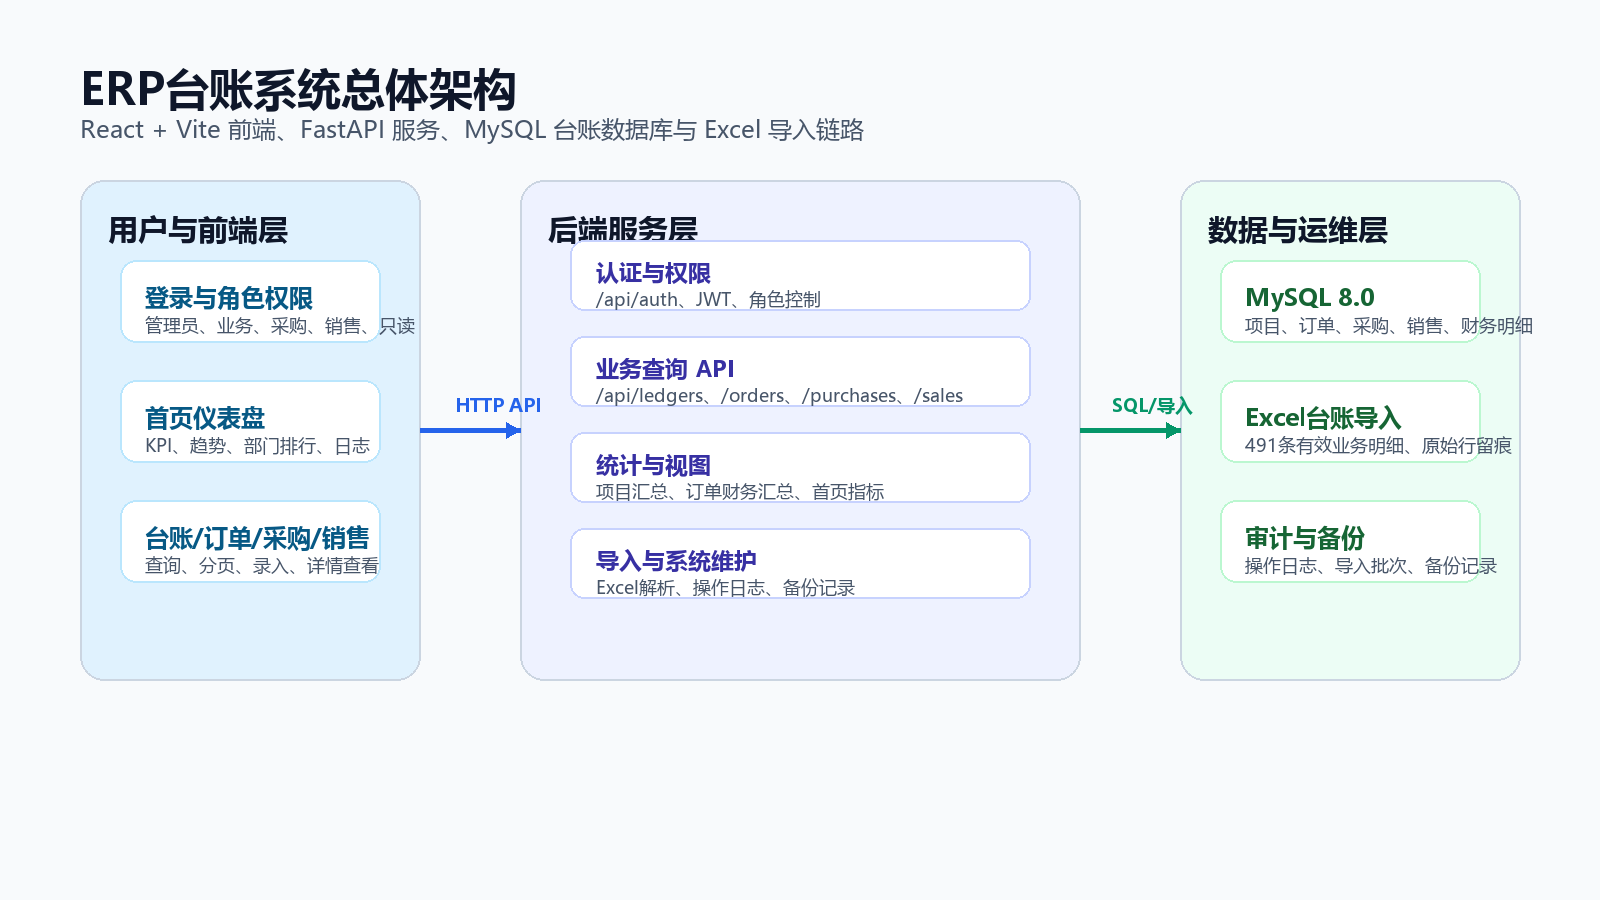 ERP台账系统总体架构
React + Vite 前端、FastAPI 服务、MySQL 台账数据库与 Excel 导入链路
用户与前端层
登录与角色权限
管理员、业务、采购、销售、只读
首页仪表盘
KPI、趋势、部门排行、日志
台账/订单/采购/销售
查询、分页、录入、详情查看
HTTP API
后端服务层
认证与权限
/api/auth、JWT、角色控制
业务查询 API
/api/ledgers、/orders、/purchases、/sales
统计与视图
项目汇总、订单财务汇总、首页指标
导入与系统维护
Excel解析、操作日志、备份记录
SQL/导入
数据与运维层
MySQL 8.0
项目、订单、采购、销售、财务明细
Excel台账导入
491条有效业务明细、原始行留痕
审计与备份
操作日志、导入批次、备份记录